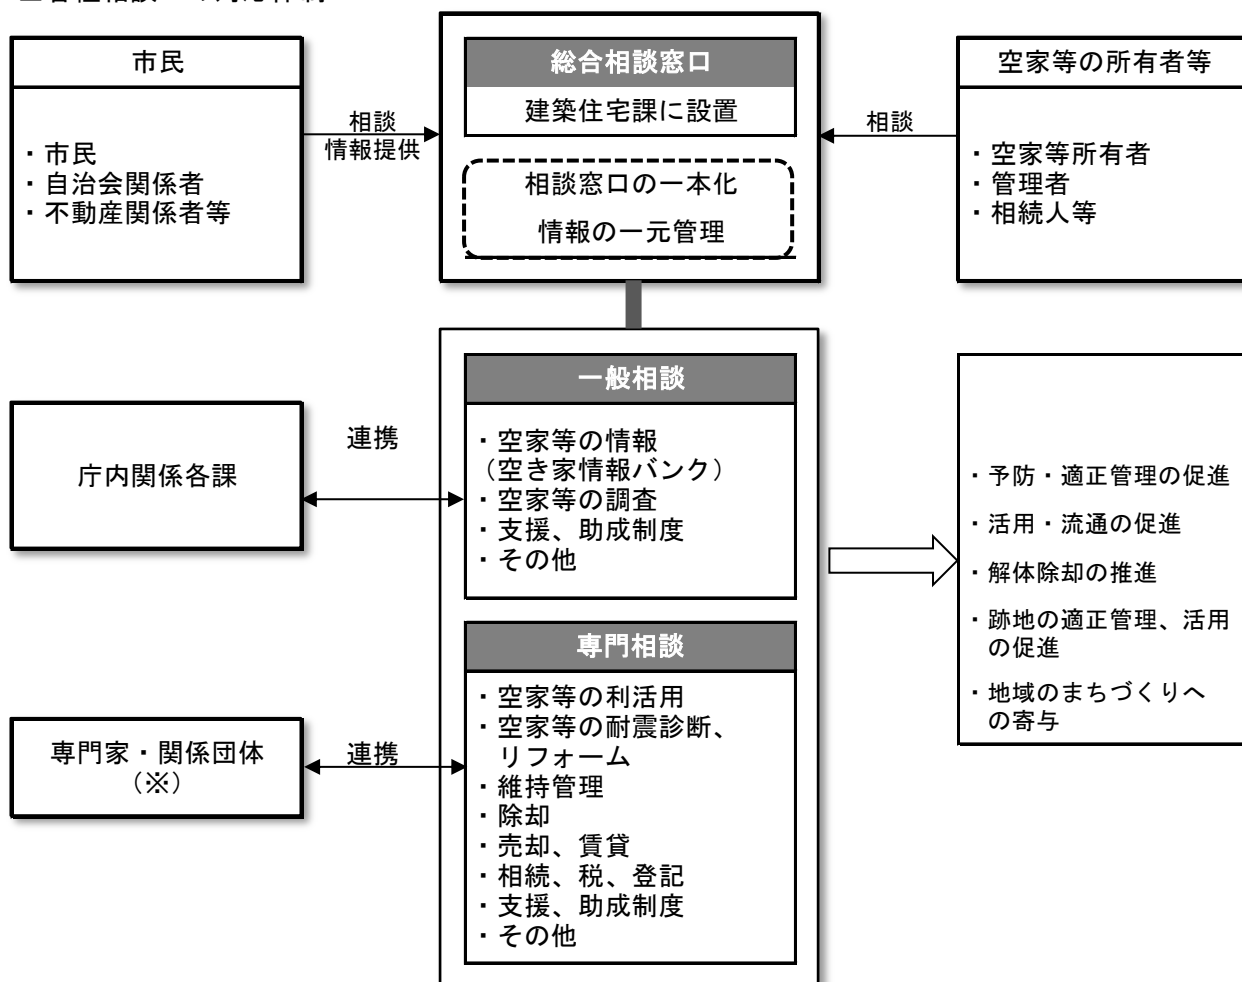 市民
・市民
・自治会関係者
・不動産関係者等
相談
情報提供
総合相談窓口
建築住宅課に設置
相談窓口の一本化
情報の一元管理
相談
空家等の所有者等
・空家等所有者
・管理者
・相続人等
庁内関係各課
連携
一般相談
・空家等の情報
（空き家情報バンク）
・空家等の調査
・支援、助成制度
・その他
専門家・関係団体
（※）
連携
専門相談
・空家等の利活用
・空家等の耐震診断、
リフォーム
・維持管理
・除却
・売却、賃貸
・相続、税、登記
・支援、助成制度
・その他
・予防・適正管理の促進
・活用・流通の促進
・解体除却の推進
・跡地の適正管理、活用
の促進
・地域のまちづくりへ
の寄与